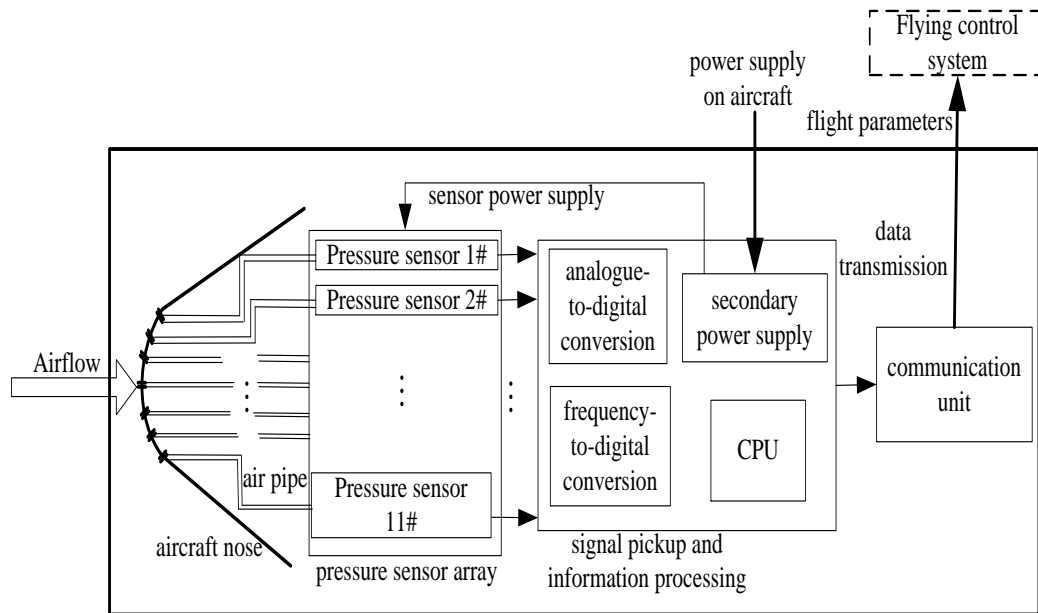 Flying control
system
power supply
on aircraft
flight parameters
sensor power supply
data
transmission
Pressure sensor 1#
Pressure sensor 2#
analogue-
to-digital
conversion
secondary
power supply
Airflow
communication
unit
frequency-
to-digital
conversion
CPU
air pipe
Pressure sensor
11#
aircraft nose
pressure sensor array
signal pickup and
information processing